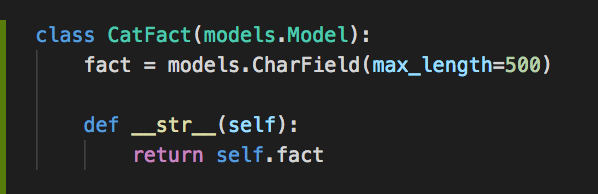 class CatFact(models.Model):
    fact = models.CharField(max_length=500)

    def __str__(self):
        return self.fact